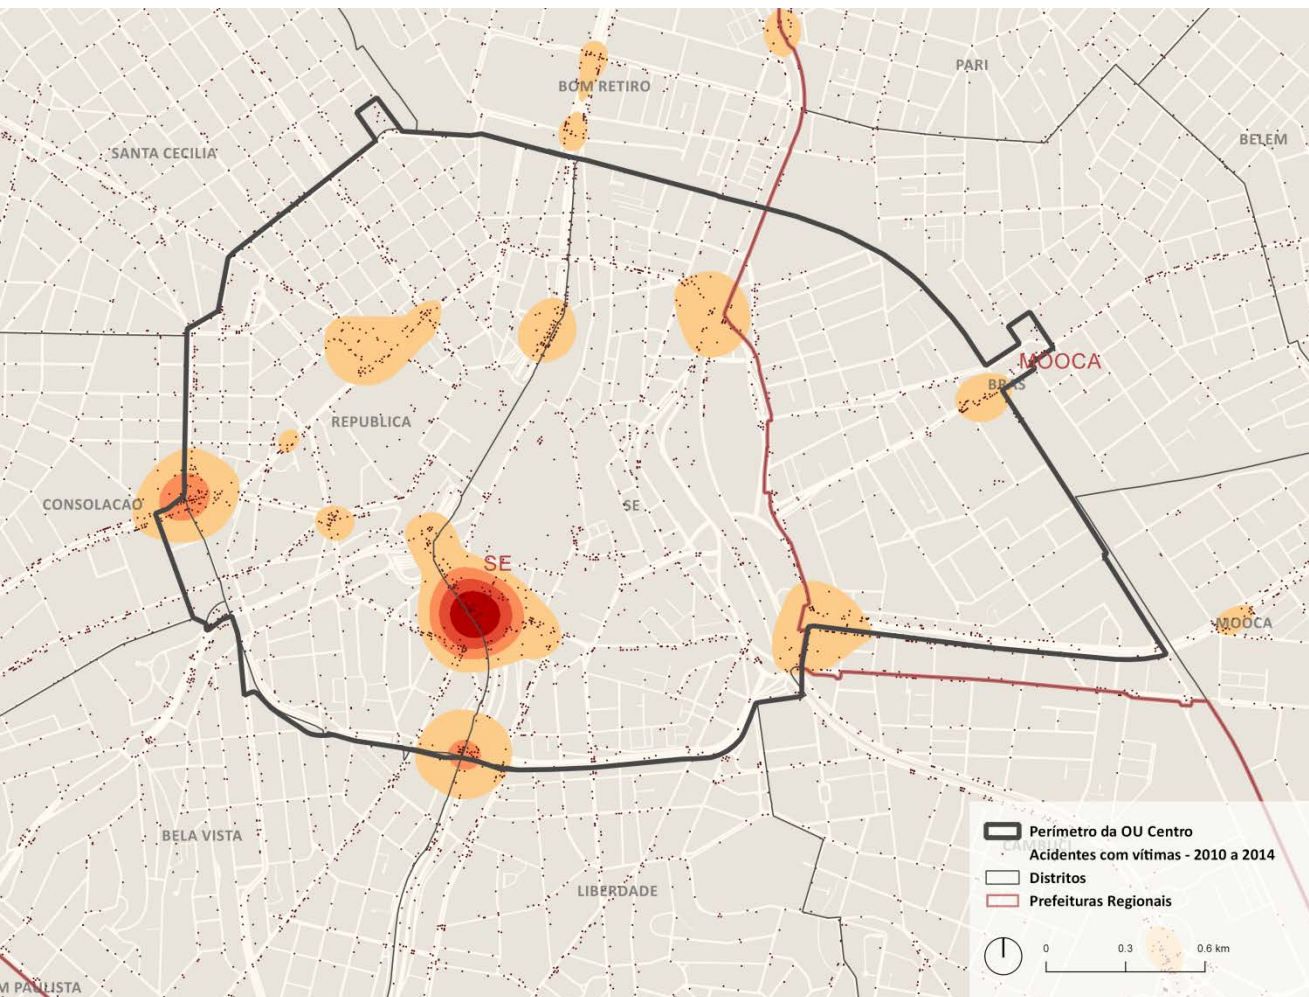 PARI
BOM RETIRO
BELEM
SANTA CECILIA
MOOCA
BRAS
REPUBLICA
CONSOLACAO
SE
SE
MOOCA
BELA VISTA
LIBERDADE
CAMBUCI
M PAULISTA
Perímetro da OU Centro
Acidentes com vítimas - 2010 a 2014
Distritos
Prefeituras Regionais
0 0.3 0.6 km